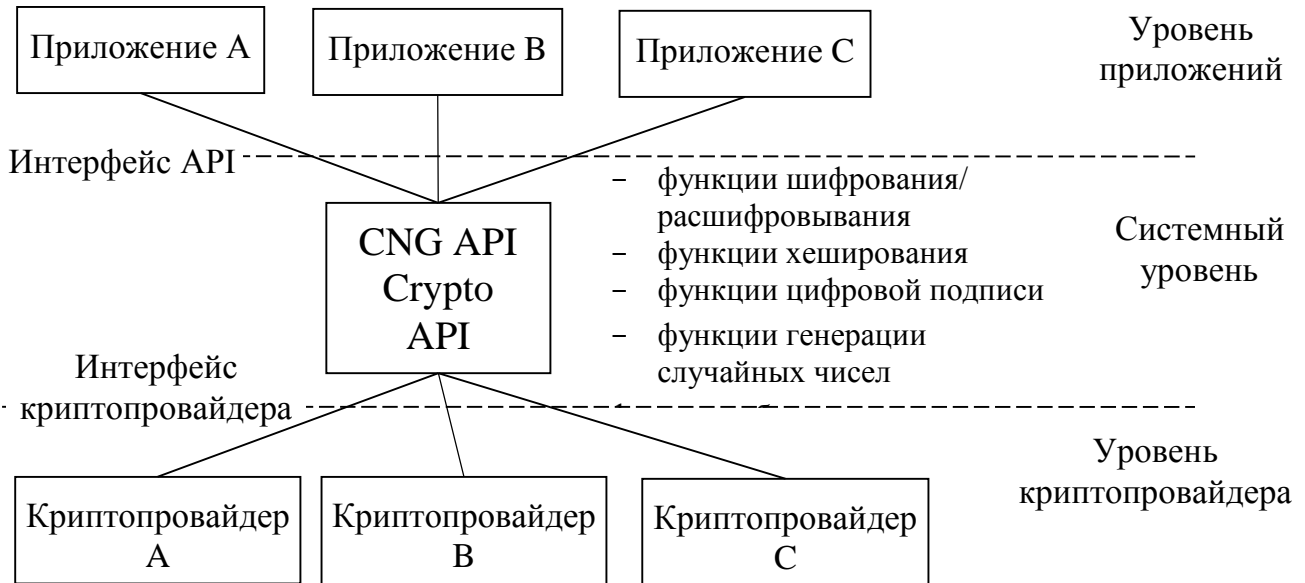 Приложение A
Приложение B
Приложение C
Уровень
приложений
Интерфейс API
– функции шифрования/
расшифровывания
– функции хеширования
– функции цифровой подписи
– функции генерации
случайных чисел
CNG API
Crypto
API
Системный
уровень
Интерфейс
криптопровайдера
Уровень
криптопровайдера
Криптопровайдер
A
Криптопровайдер
B
Криптопровайдер
C